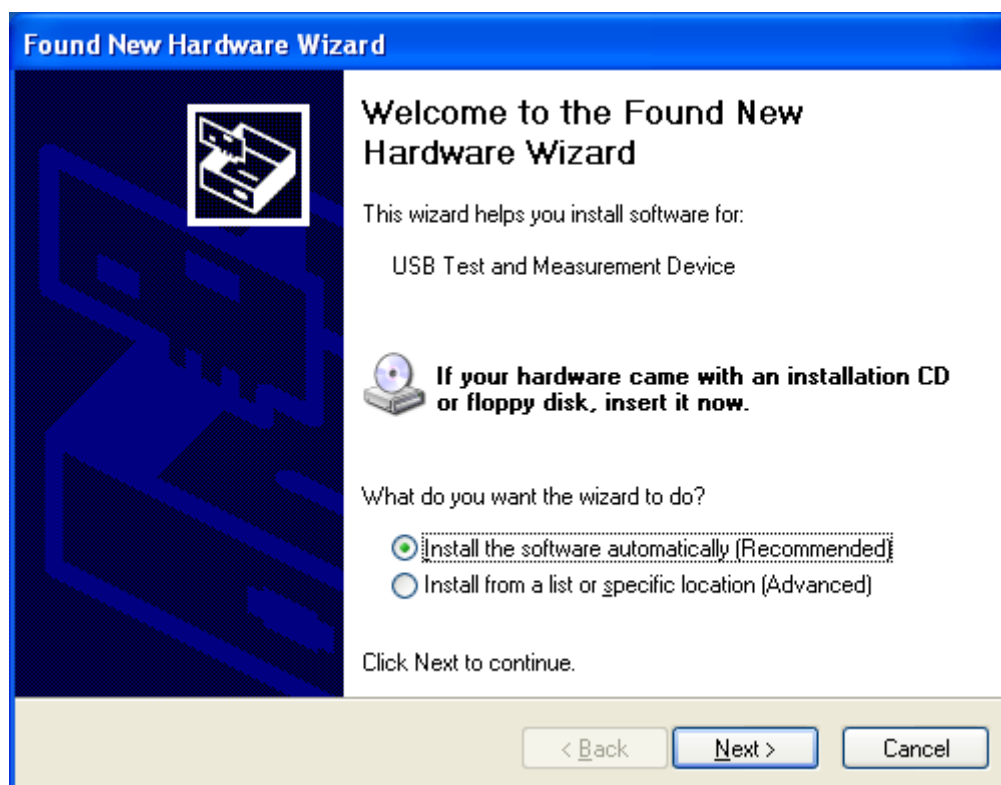 Found New Hardware Wizard
Welcome to the Found New
Hardware Wizard
This wizard helps you install software for:
USB Test and Measurement Device
If your hardware came with an installation CD
or floppy disk, insert it now.
What do you want the wizard to do?
Install the software automatically (Recommended)
Install from a list or specific location (Advanced)
Click Next to continue.
< Back
Next >
Cancel